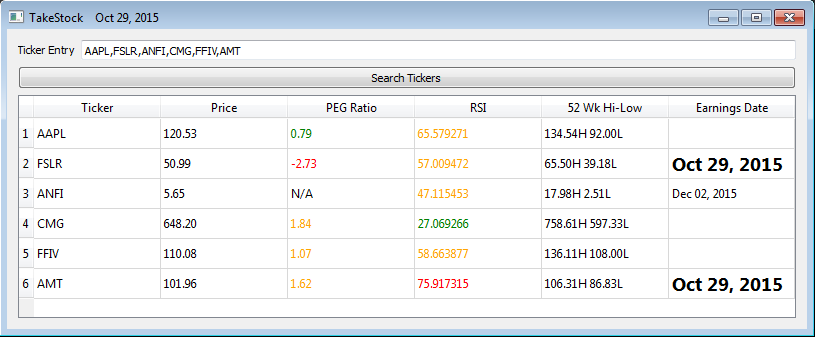 TakeStock Oct 29, 2015
Ticker Entry AAPL,FSLR,ANFI,CMG,FFIV,AMT
Search Tickers
Ticker Price PEG Ratio RSI 52 Wk Hi-Low Earnings Date
1 AAPL 120.53 0.79 65.579271 134.54H 92.00L
2 FSLR 50.99 -2.73 57.009472 65.50H 39.18L Oct 29, 2015
3 ANFI 5.65 N/A 47.115453 17.98H 2.51L Dec 02, 2015
4 CMG 648.20 1.84 27.069266 758.61H 597.33L
5 FFIV 110.08 1.07 58.663877 136.11H 108.00L
6 AMT 101.96 1.62 75.917315 106.31H 86.83L Oct 29, 2015